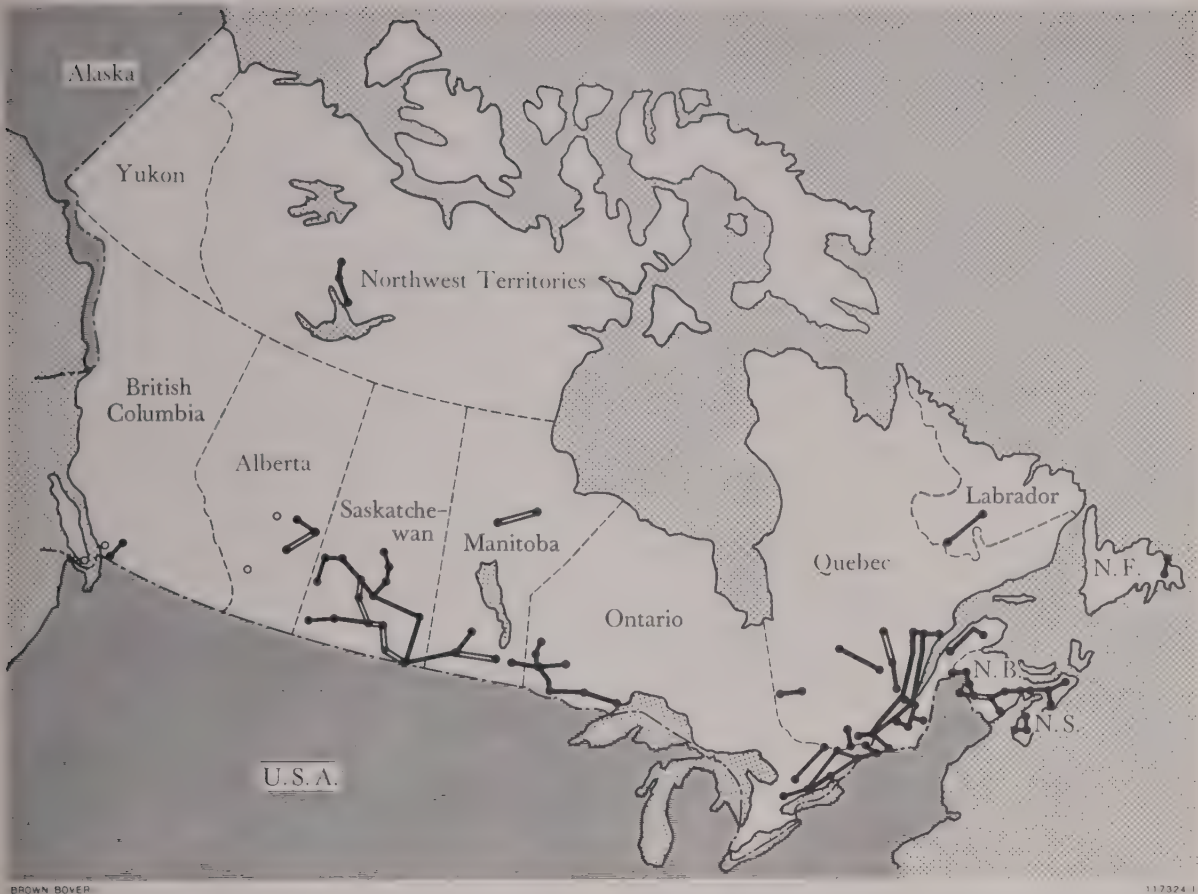 Alaska
Yukon
Northwest Territories
British
Columbia
Alberta
Saskatche-
wan
Manitoba
Labrador
Quebec
N.F.
Ontario
N.B.
N.S.
U.S.A.
BROWN BOVERI
117324 I